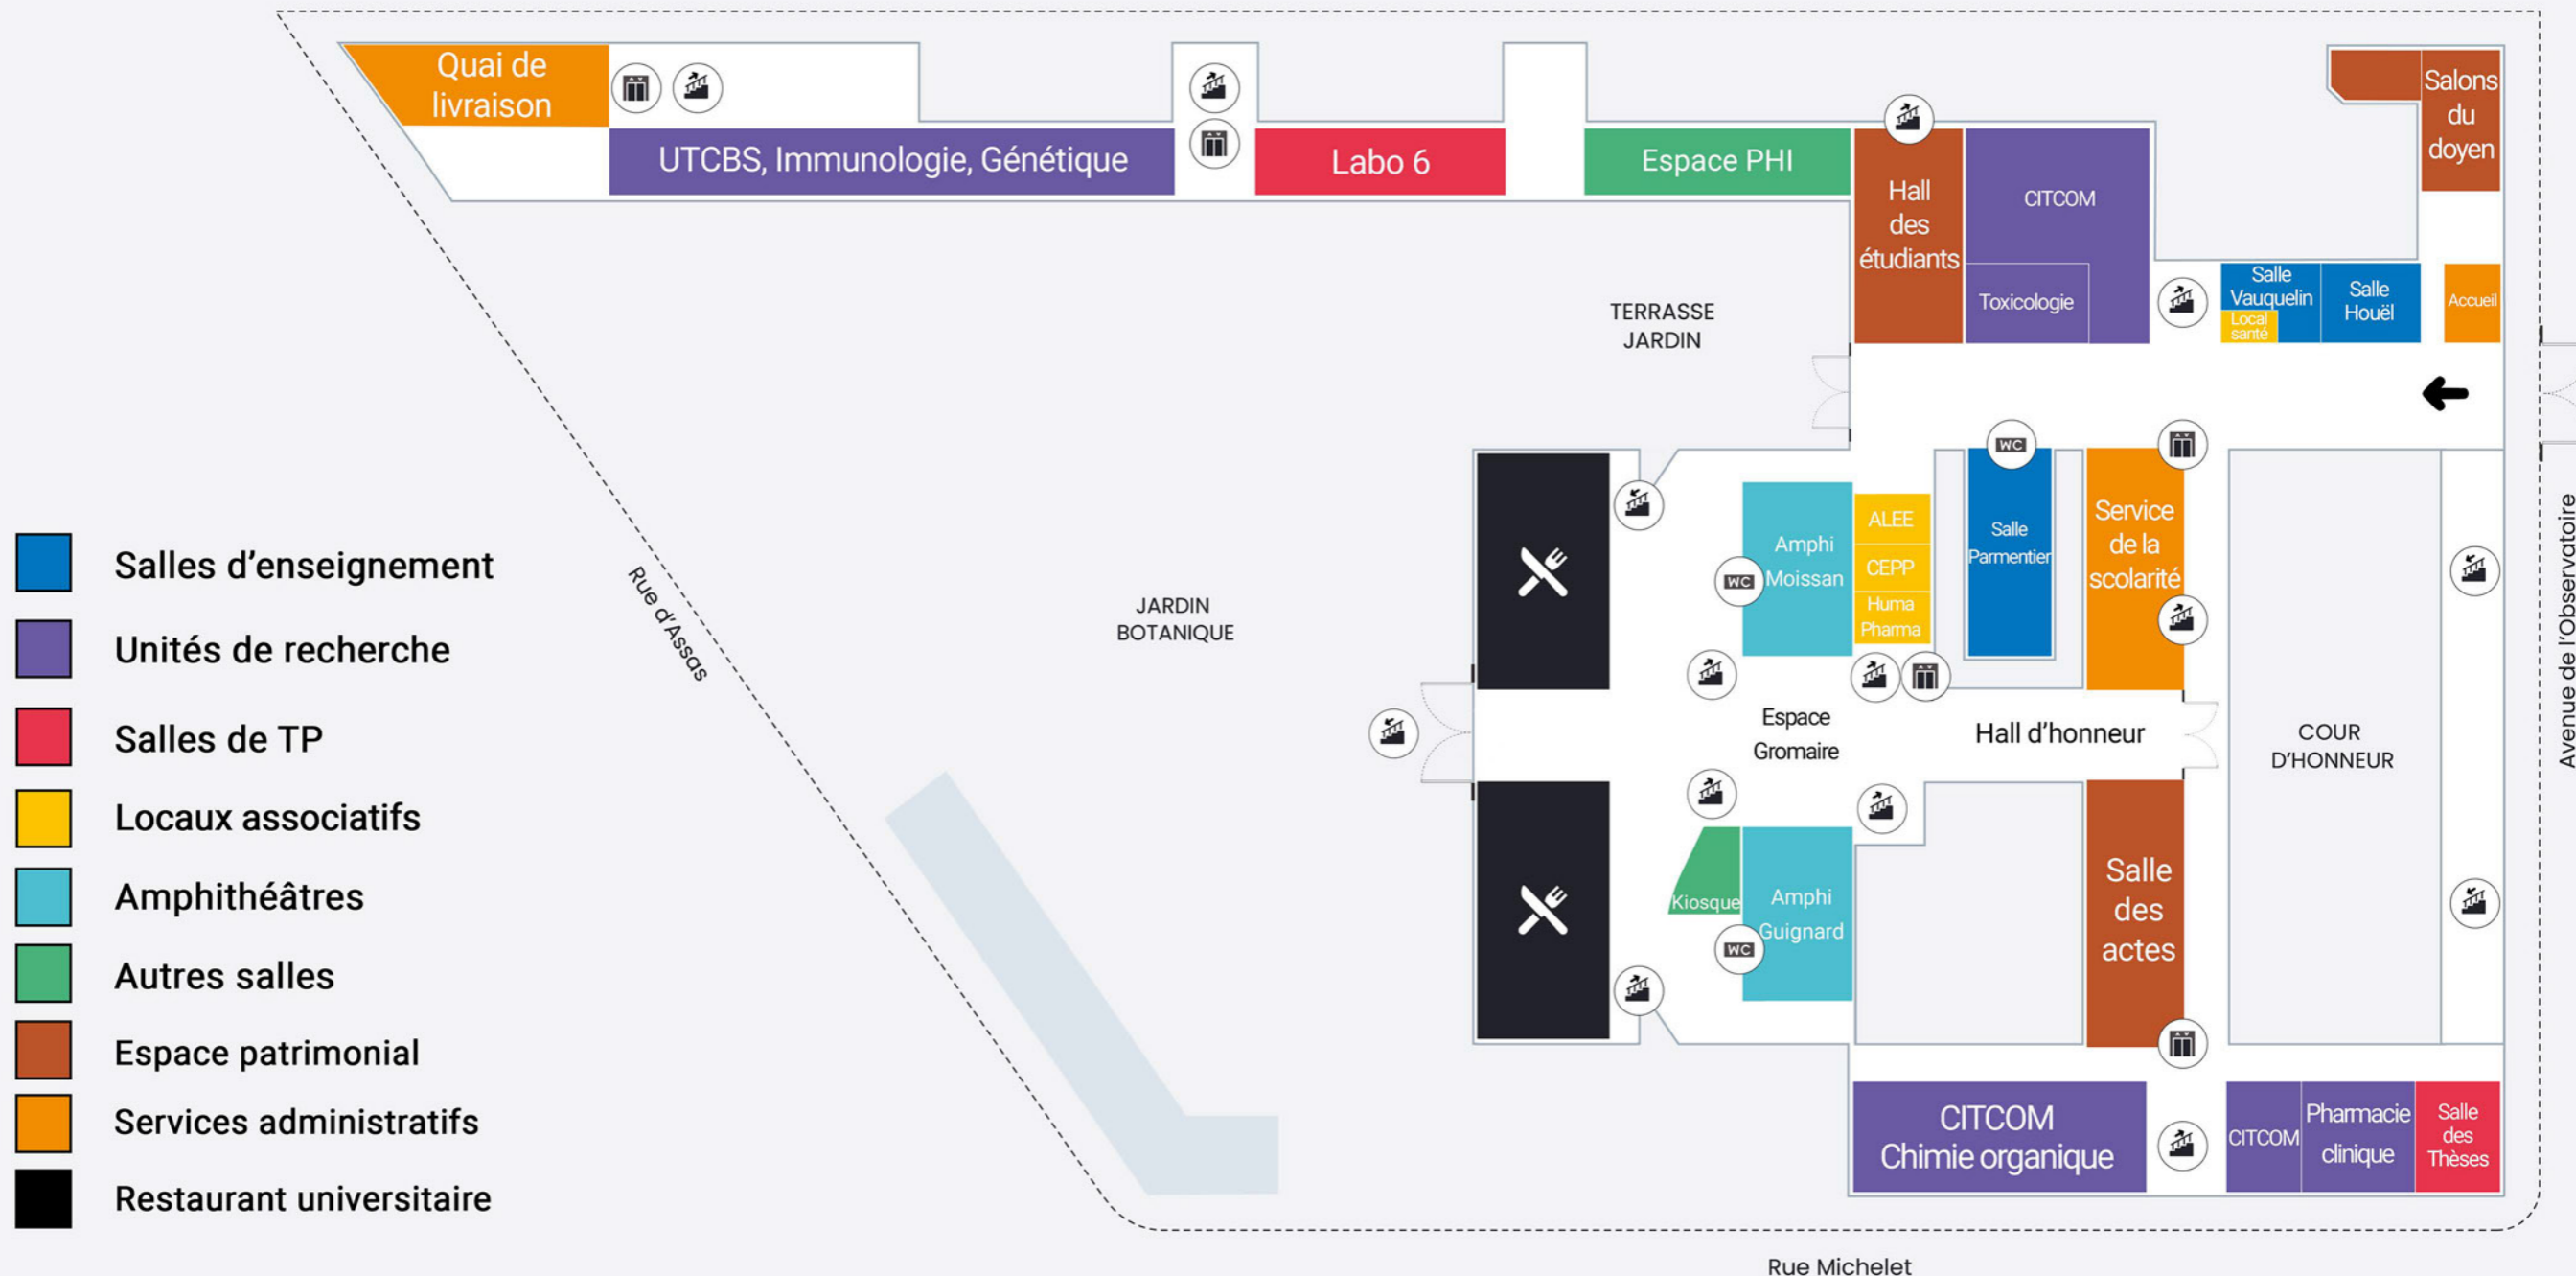 Quai de
livraison
UTCBS, Immunologie, Génétique
Labo 6
Espace PHI
Hall
des
étudiants
CITCOM
Toxicologie
Salons
du
doyen
Salle
Vauquelin
Local
santé
Salle
Houël
Accueil
TERRASSE
JARDIN
JARDIN
BOTANIQUE
Rue d'Assas
WC
Amphi
Moissan
WC
ALEE
CEPP
Huma
Pharma
Salle
Parmentier
Service
de la
scolarité
Espace
Gromaire
Hall d'honneur
COUR
D'HONNEUR
Avenue de l'Observatoire
Kiosque
Amphi
Guignard
WC
Salle
des
actes
CITCOM
Chimie organique
CITCOM
Pharmacie
clinique
Salle
des
Thèses
Rue Michelet
Salles d'enseignement
Unités de recherche
Salles de TP
Locaux associatifs
Amphithéâtres
Autres salles
Espace patrimonial
Services administratifs
Restaurant universitaire